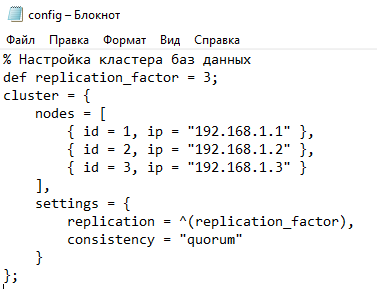 config – Блокнот
Файл Правка Формат Вид Справка
% Настройка кластера баз данных
def replication_factor = 3;
cluster = {
    nodes = [
        { id = 1, ip = "192.168.1.1" },
        { id = 2, ip = "192.168.1.2" },
        { id = 3, ip = "192.168.1.3" }
    ],
    settings = {
        replication = ^(replication_factor),
        consistency = "quorum"
    }
};